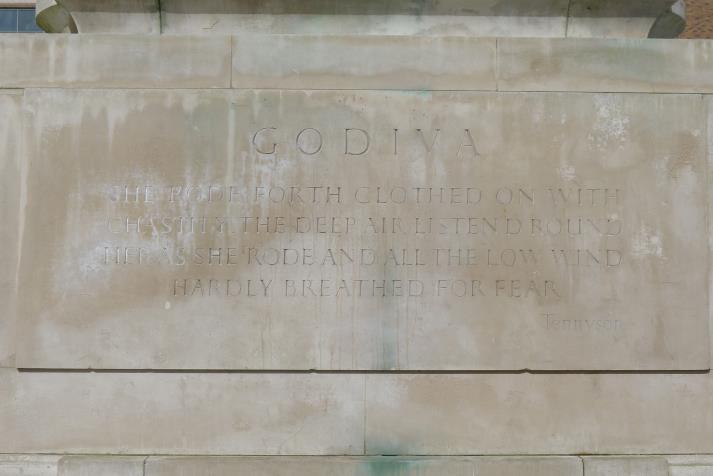 GODIVA
SHE RODE FORTH CLOTHED ON WITH
CHASTITY: THE DEEP AIR LISTEN'D ROUND
HER AS SHE RODE AND ALL THE LOW WIND
HARDLY BREATHED FOR FEAR
Tennyson